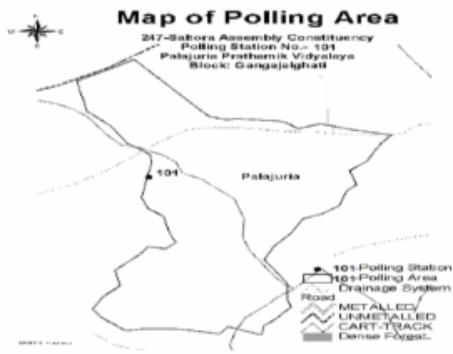 Map of Polling Area
247-Saltora Assembly Constituency
Polling Station No.- 101
Palajuria Prathamik Vidyalaya
Block: Gangajalghati
N
W E
S
101
Palajuria
101-Polling Station
101-Polling Area
Drainage System
Road
METALLED
UNMETALLED
CART-TRACK
Dense Forest